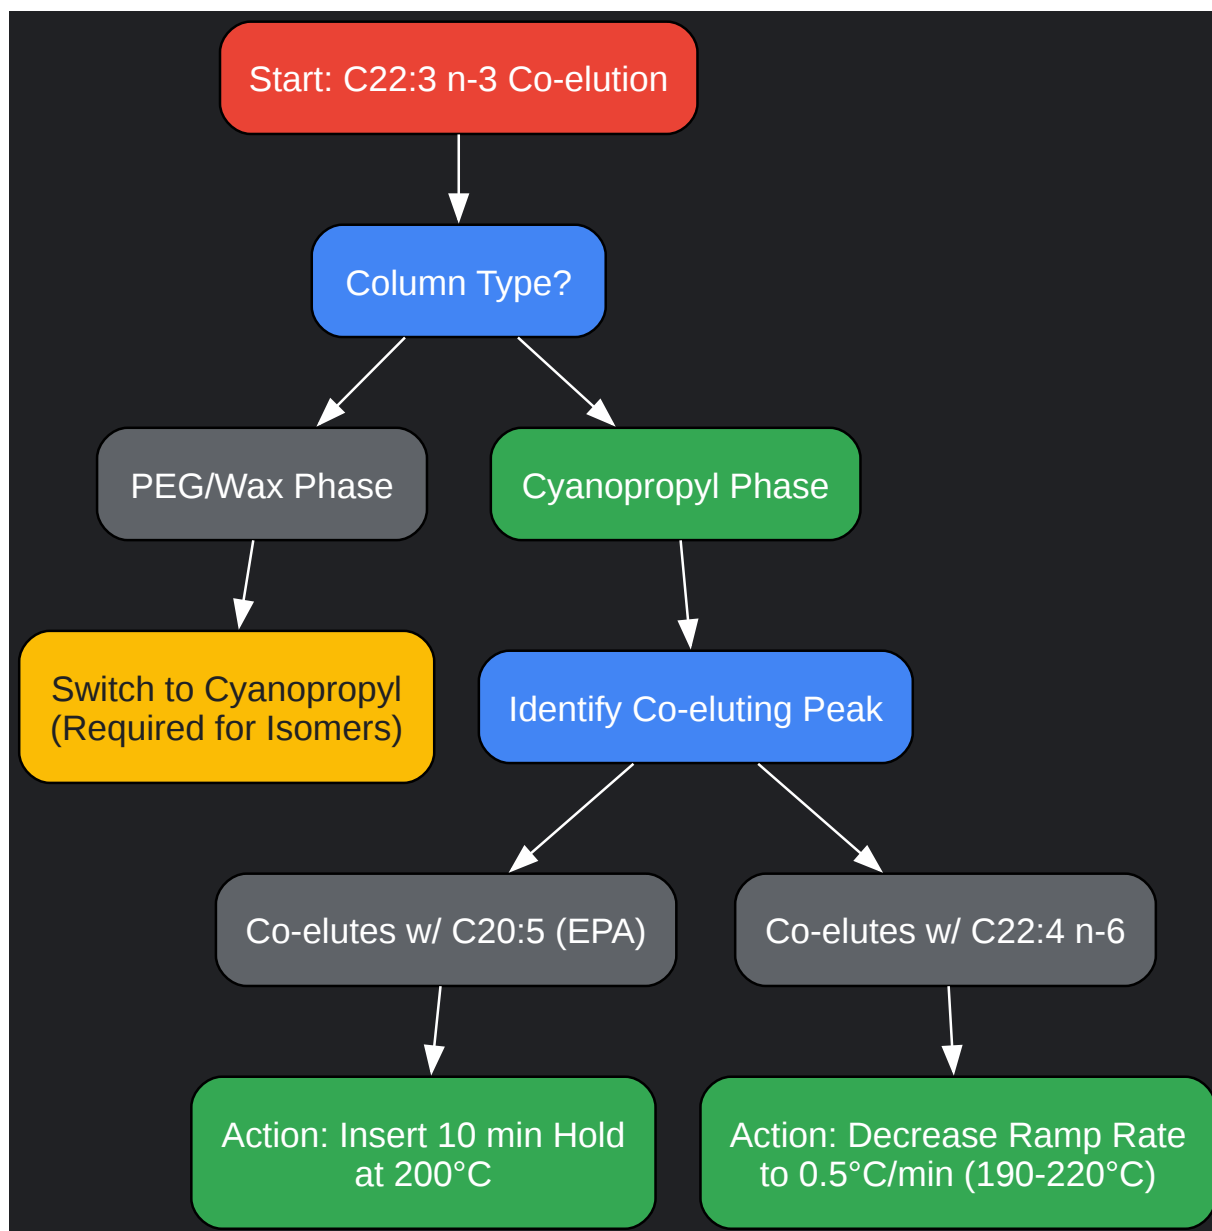 Start: C22:3 n-3 Co-elution
Column Type?
PEG/Wax Phase
Cyanopropyl Phase
Switch to Cyanopropyl
(Required for Isomers)
Identify Co-eluting Peak
Co-elutes w/ C20:5 (EPA)
Co-elutes w/ C22:4 n-6
Action: Insert 10 min Hold
at 200°C
Action: Decrease Ramp Rate
to 0.5°C/min (190-220°C)